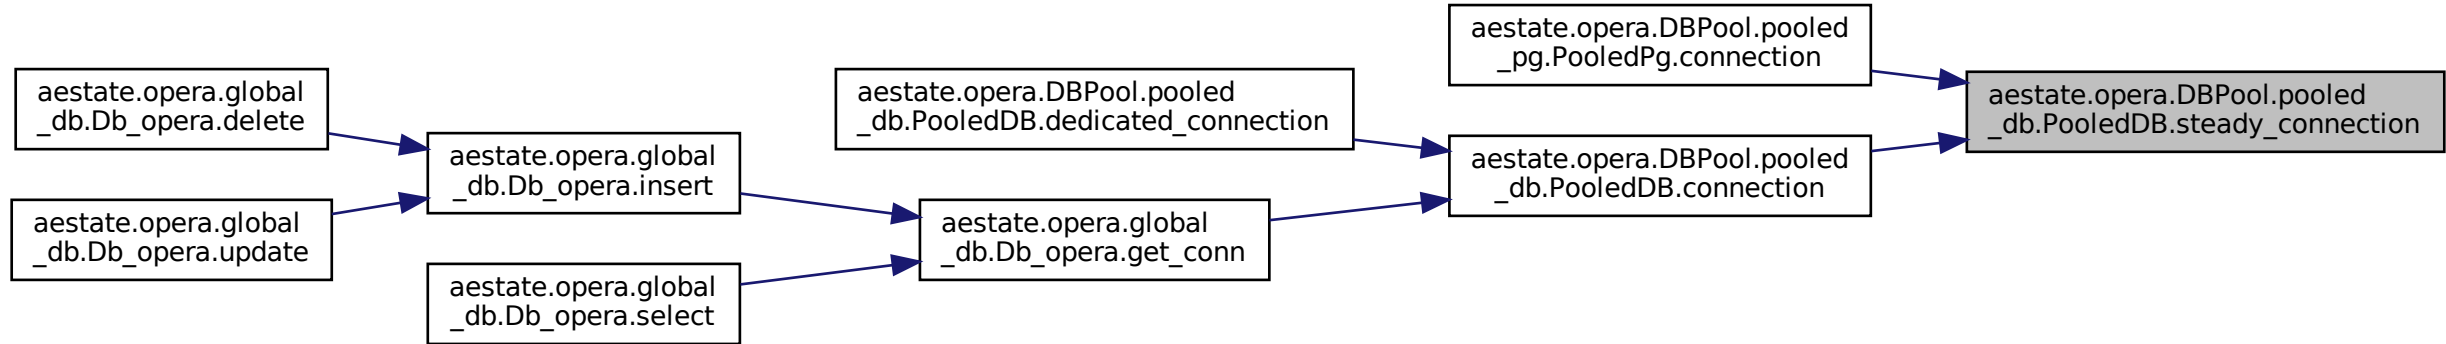 aestate.opera.global
_db.Db_opera.delete
aestate.opera.global
_db.Db_opera.update
aestate.opera.global
_db.Db_opera.insert
aestate.opera.global
_db.Db_opera.select
aestate.opera.DBPool.pooled
_db.PooledDB.dedicated_connection
aestate.opera.global
_db.Db_opera.get_conn
aestate.opera.DBPool.pooled
_pg.PooledPg.connection
aestate.opera.DBPool.pooled
_db.PooledDB.connection
aestate.opera.DBPool.pooled
_db.PooledDB.steady_connection